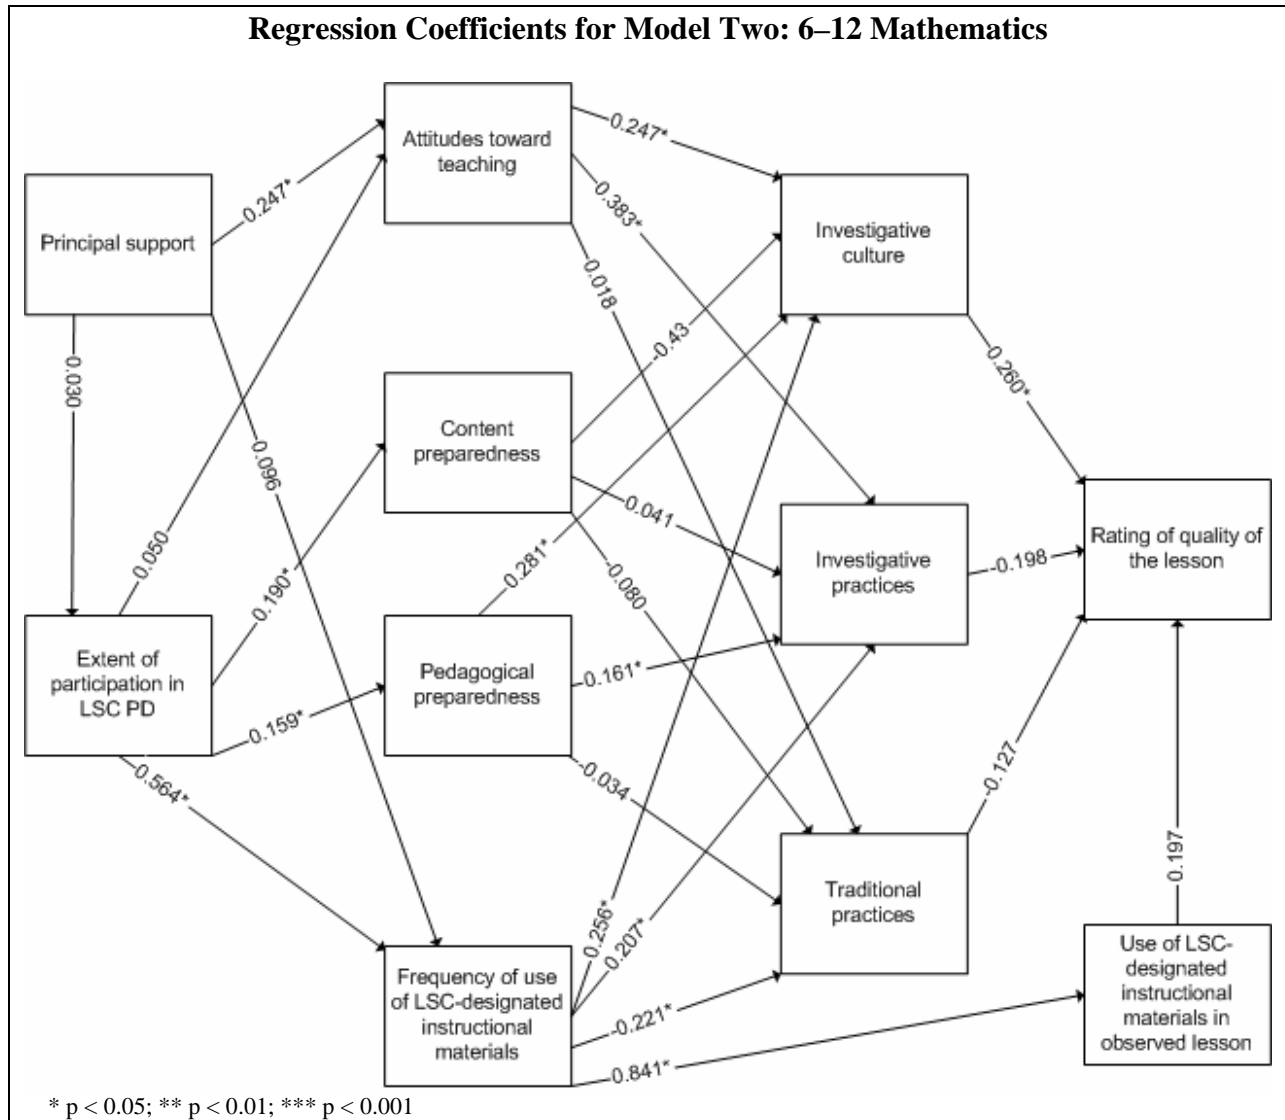 Regression Coefficients for Model Two: 6–12 Mathematics
Attitudes toward
teaching
0.247*
0.247*
0.383*
Principal support
Investigative
culture
0.018
-0.43
0.030
0.260*
Content
preparedness
0.096
0.041
Rating of quality of
the lesson
Investigative
practices
-0.198
0.050
0.190*
0.281*
-0.080
Extent of
participation in
LSC PD
Pedagogical
preparedness
0.161*
0.159*
-0.034
-0.127
0.564*
0.197
Traditional
practices
0.256*
0.207*
Frequency of use
of LSC-designated
instructional
materials
Use of LSC-
designated
instructional
materials in
observed lesson
-0.221*
0.841*
* p < 0.05; ** p < 0.01; *** p < 0.001